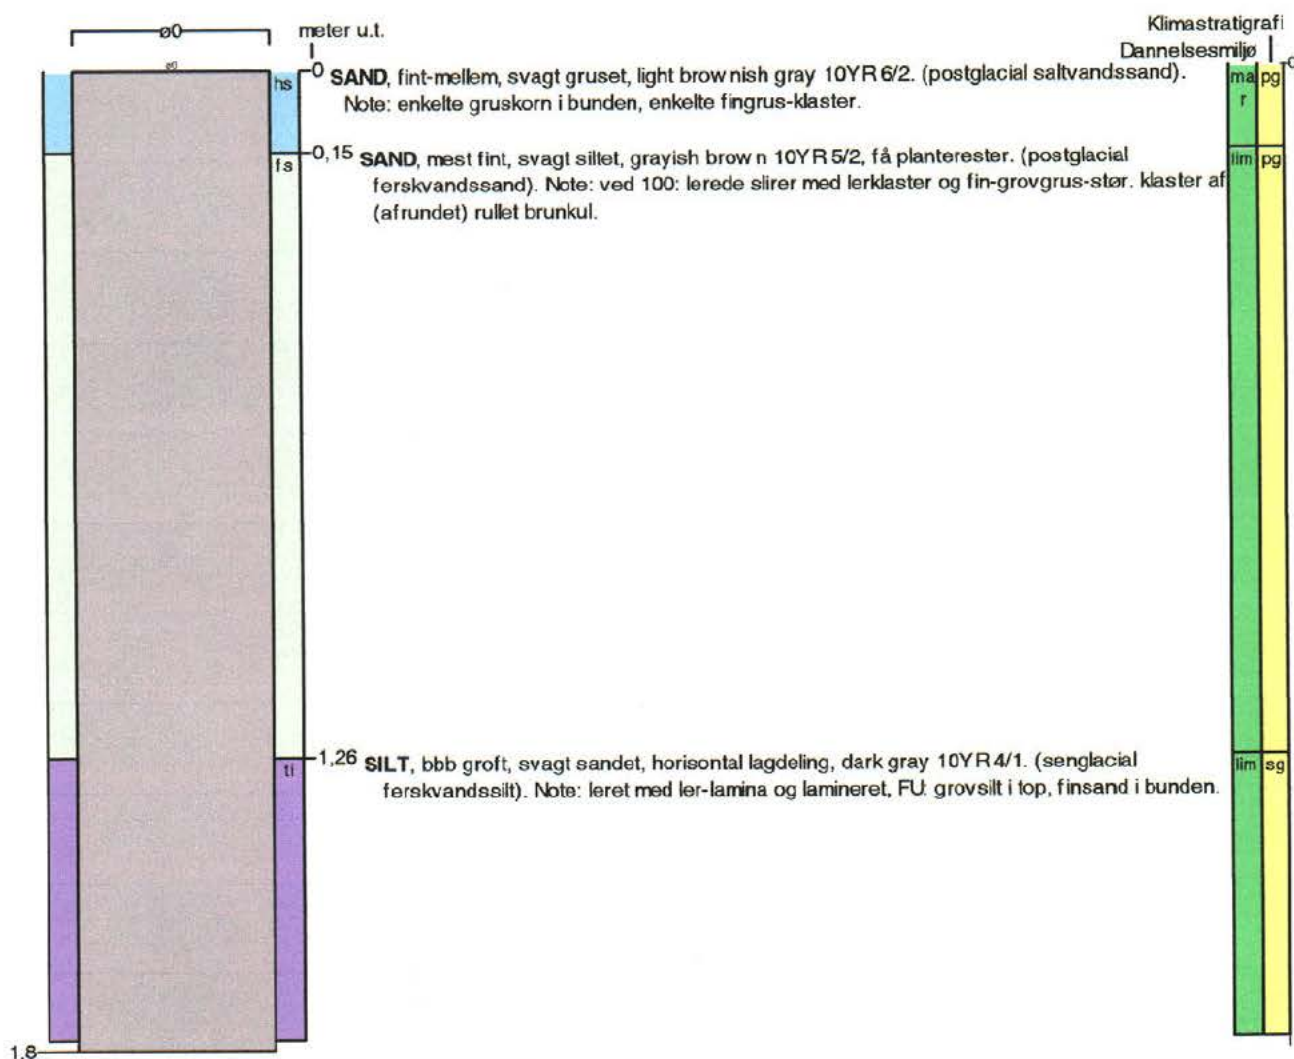 ø0
meter u.t.
Klimastratigrafi
Dannelsesmiljø
ø0
hs
0 SAND, fint-mellem, svagt gruset, light brownish gray 10YR 6/2. (postglacial saltvandssand).
Note: enkelte gruskorn i bunden, enkelte fingrus-klaster.
ma
r
pg
0
fs
0,15 SAND, mest fint, svagt siltet, grayish brown 10YR 5/2, få planterester. (postglacial
ferskvandssand). Note: ved 100: lerede slirer med lerklaster og fin-grovgrus-stør. klaster af
(afrundet) rullet brunkul.
lim
pg
ti
1,26 SILT, bbb groft, svagt sandet, horisontal lagdeling, dark gray 10YR 4/1. (senglacial
ferskvandssilt). Note: leret med ler-lamina og lamineret, FU: grovsilt i top, finsand i bunden.
lim
sg
1,8